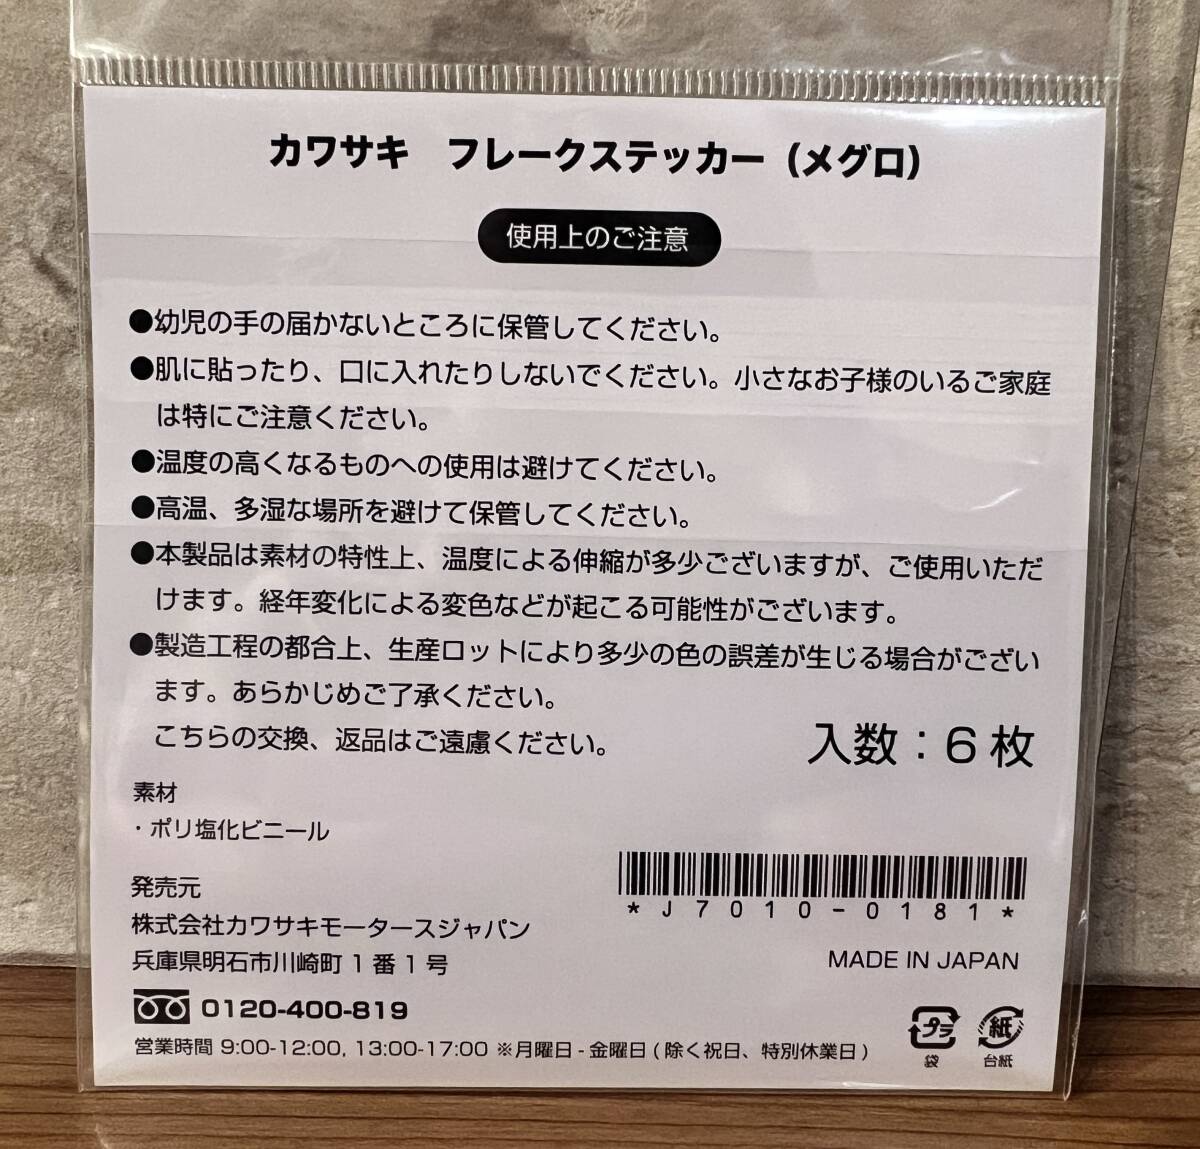 カワサキ　フレークステッカー（メグロ）
使用上のご注意
●幼児の手の届かないところに保管してください。
●肌に貼ったり、口に入れたりしないでください。小さなお子様のいるご家庭
は特にご注意ください。
●温度の高くなるものへの使用は避けてください。
●高温、多湿な場所を避けて保管してください。
●本製品は素材の特性上、温度による伸縮が多少ございますが、ご使用いただ
けます。経年変化による変色などが起こる可能性がございます。
●製造工程の都合上、生産ロットにより多少の色の誤差が生じる場合がござい
ます。あらかじめご了承ください。
こちらの交換、返品はご遠慮ください。
入数：6 枚
素材
・ポリ塩化ビニール
発売元
株式会社カワサキモータースジャパン
兵庫県明石市川崎町 1 番 1 号
0120-400-819
営業時間 9:00-12:00, 13:00-17:00 ※月曜日 - 金曜日 ( 除く祝日、特別休業日 )
*J7010-0181*
MADE IN JAPAN
プラ
袋
紙
台紙